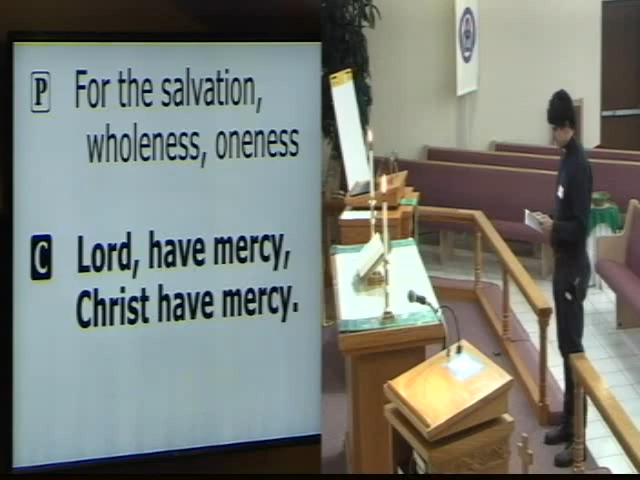 P For the salvation,
wholeness, oneness
C Lord, have mercy,
Christ have mercy.